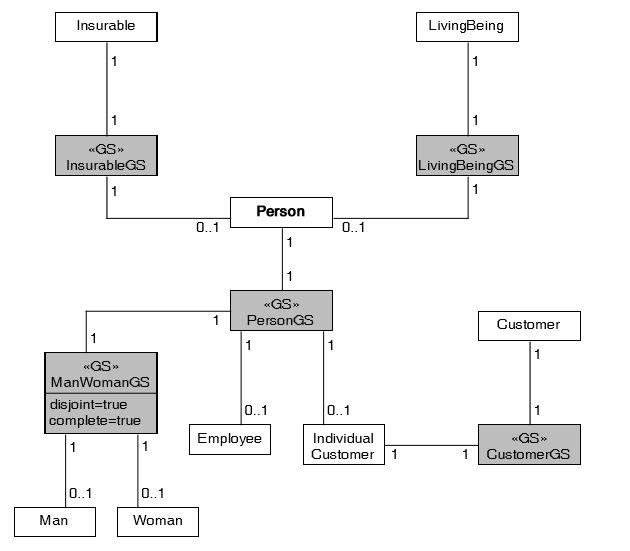 Insurable
LivingBeing
1
1
1
1
«GS»
InsurableGS
«GS»
LivingBeingGS
1
1
Person
0..1
0..1
1
1
«GS»
PersonGS
1
Customer
1
1
1
1
«GS»
ManWomanGS
disjoint=true
complete=true
0..1
0..1
1
Employee
Individual
Customer
«GS»
CustomerGS
1
1
1
1
0..1
0..1
Man
Woman